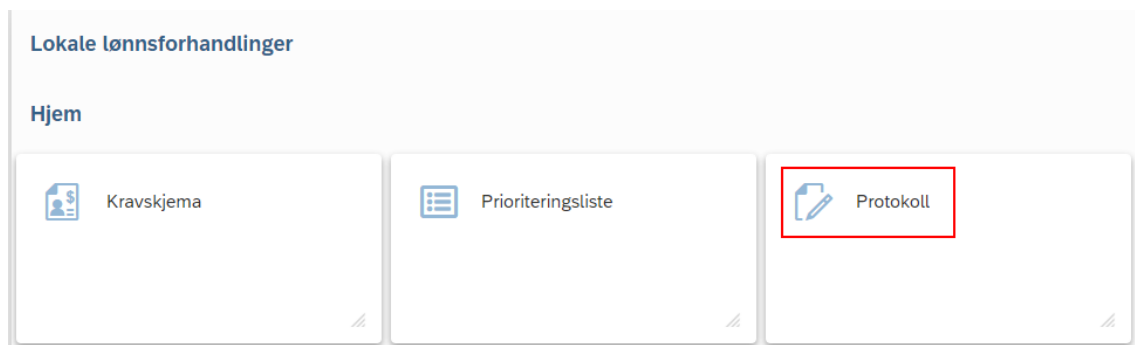 Lokale lønnsforhandlinger
Hjem
Kravskjema
Prioriteringsliste
Protokoll